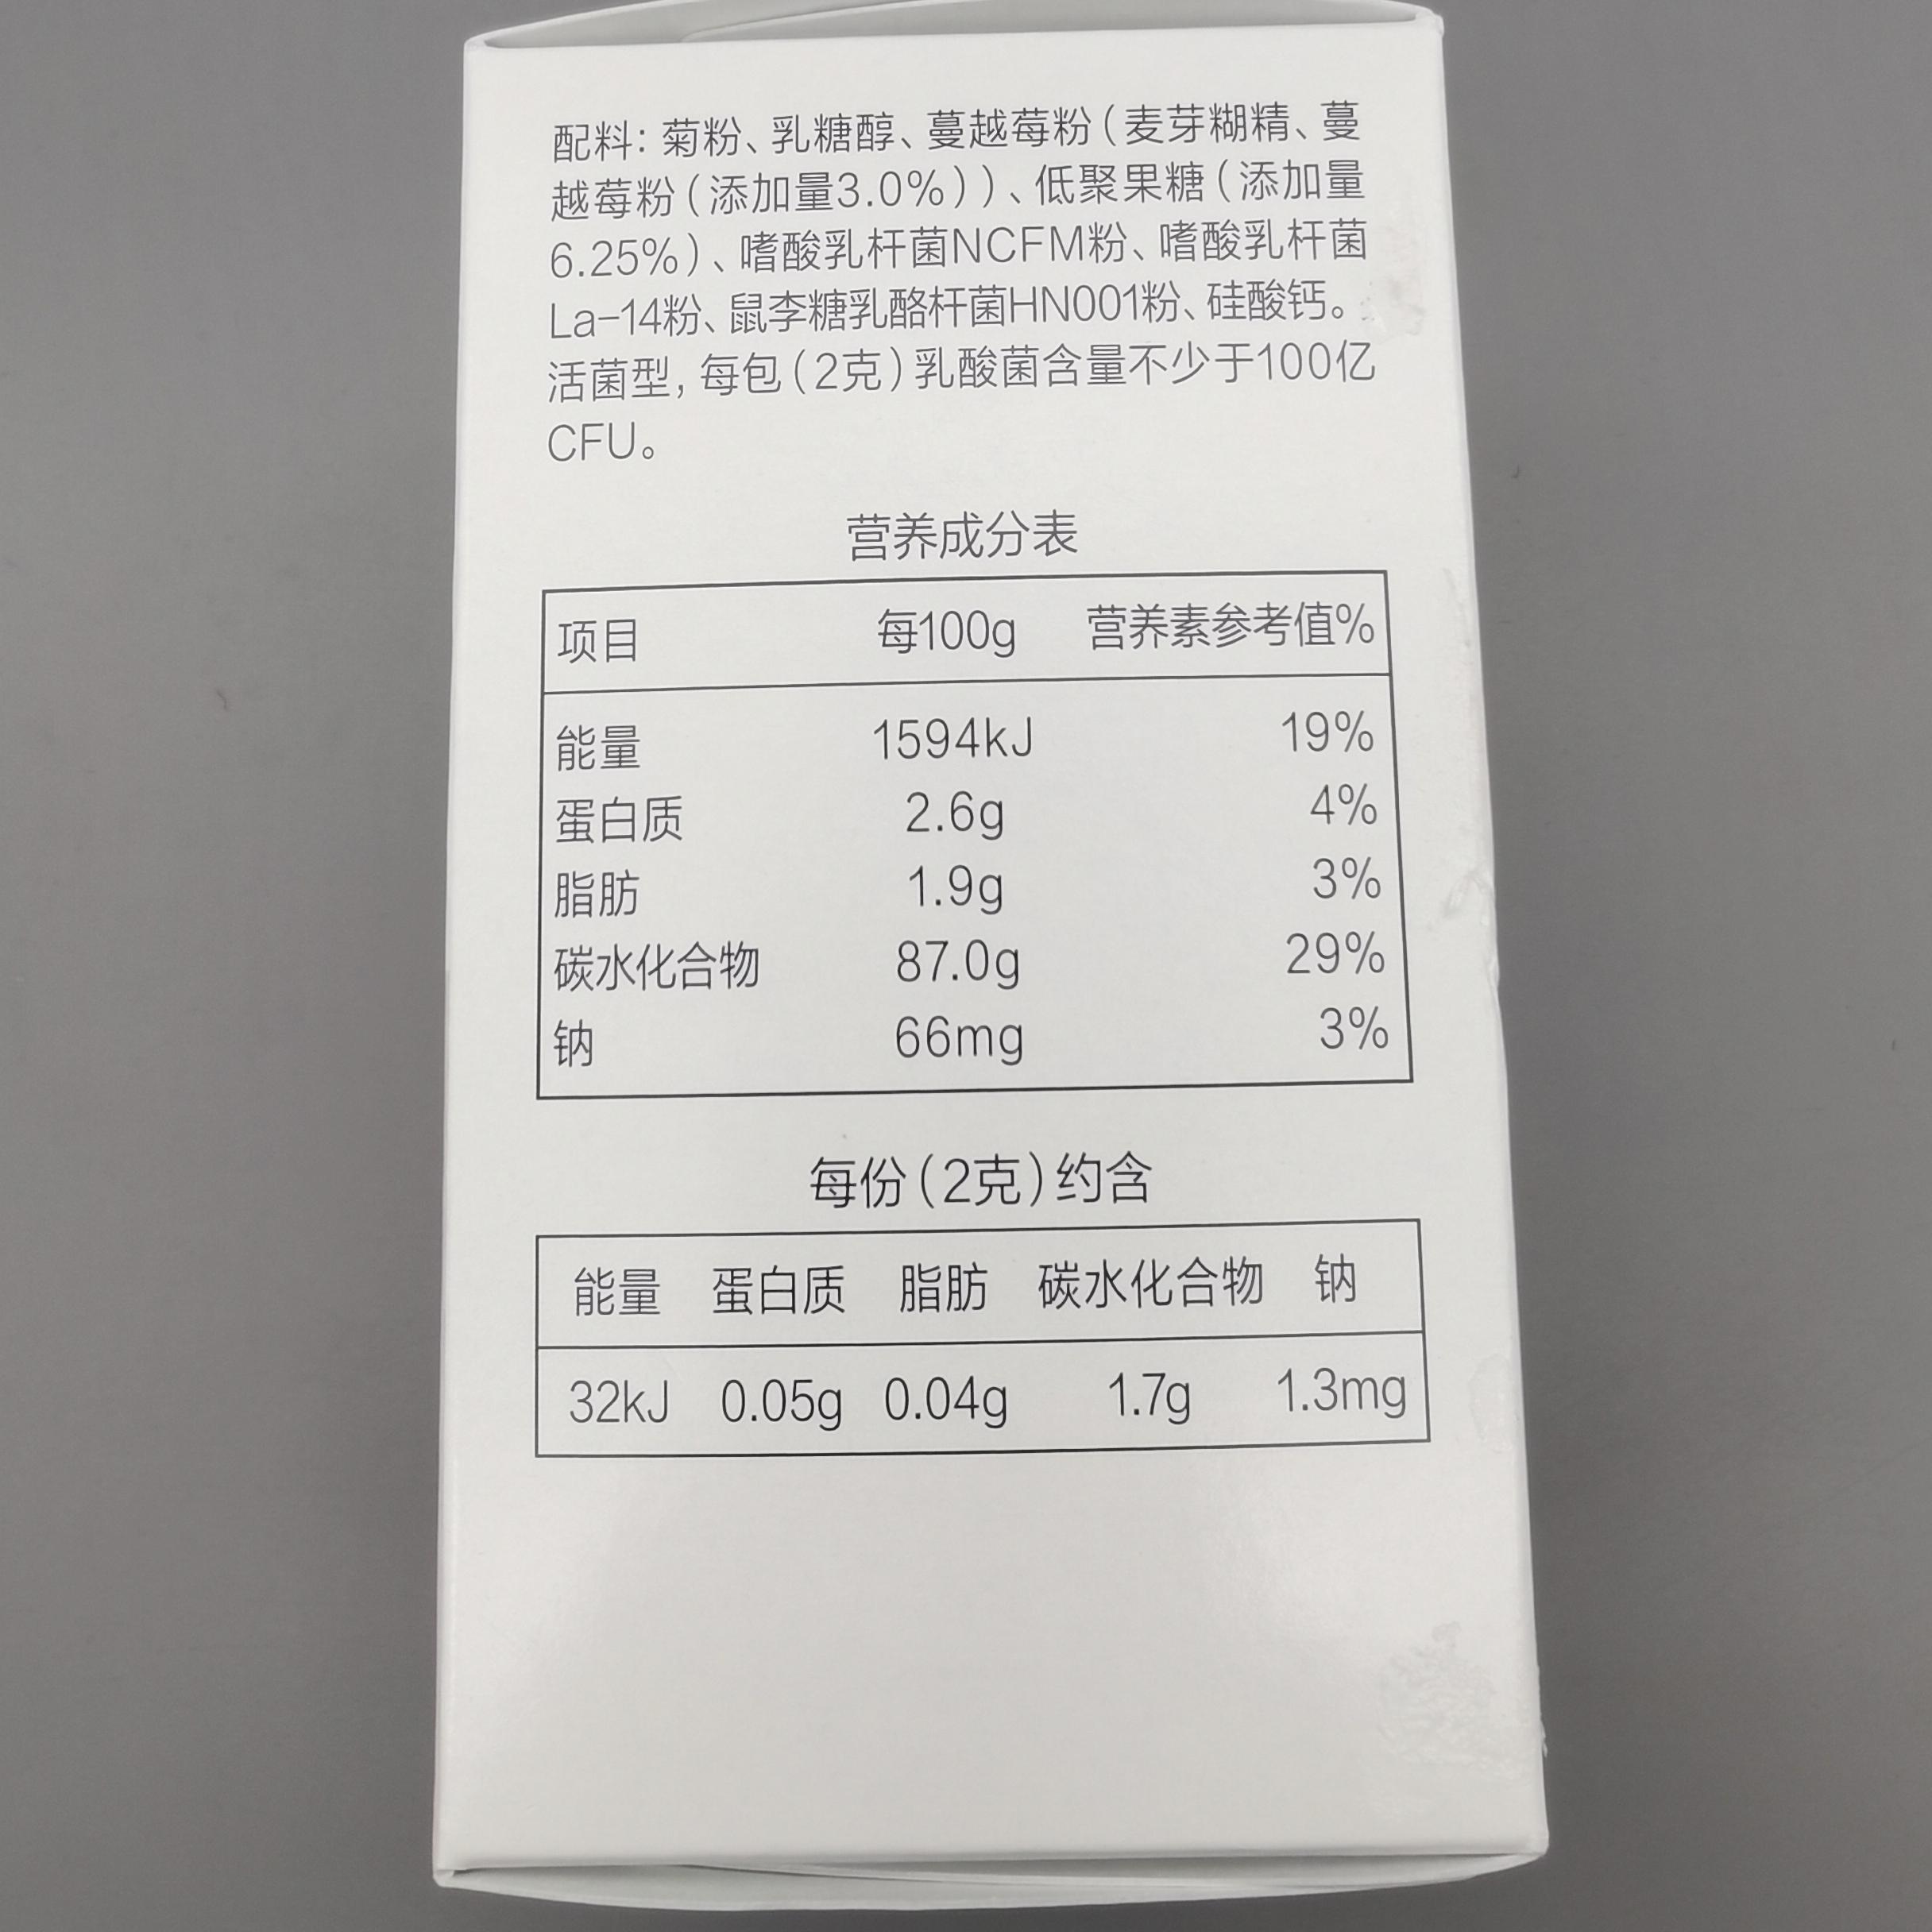 配料：菊粉、乳糖醇、蔓越莓粉（麦芽糊精、蔓
越莓粉（添加量3.0%））、低聚果糖（添加量
6.25%）、嗜酸乳杆菌NCFM粉、嗜酸乳杆菌
La-14粉、鼠李糖乳酪杆菌HN001粉、硅酸钙。
活菌型，每包（2克）乳酸菌含量不少于100亿
CFU。
营养成分表
项目 每100g 营养素参考值%
能量 1594kJ 19%
蛋白质 2.6g 4%
脂肪 1.9g 3%
碳水化合物 87.0g 29%
钠 66mg 3%
每份（2克）约含
能量 蛋白质 脂肪 碳水化合物 钠
32kJ 0.05g 0.04g 1.7g 1.3mg